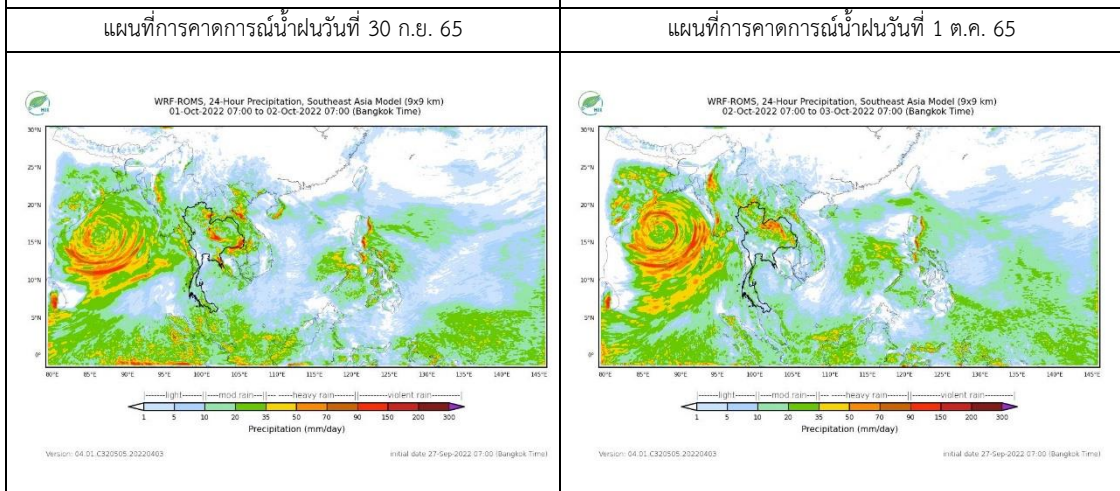 แผนที่การคาดการณ์น้ำฝนวันที่ 30 ก.ย. 65
แผนที่การคาดการณ์น้ำฝนวันที่ 1 ต.ค. 65
WRF-ROMS, 24-Hour Precipitation, Southeast Asia Model (9x9 km)
01-Oct-2022 07:00 to 02-Oct-2022 07:00 (Bangkok Time)
30°N
25°N
20°N
15°N
10°N
5°N
0°
80°E 85°E 90°E 95°E 100°E 105°E 110°E 115°E 120°E 125°E 130°E 135°E 140°E 145°E
|------light------||----mod rain---||--- ------heavy rain------||------violent rain---|
1 5 10 20 35 50 70 90 150 200 300
Precipitation (mm/day)
Version: 04.01.C320505.20220403
initial date 27-Sep-2022 07:00 (Bangkok Time)
WRF-ROMS, 24-Hour Precipitation, Southeast Asia Model (9x9 km)
02-Oct-2022 07:00 to 03-Oct-2022 07:00 (Bangkok Time)
30°N
25°N
20°N
15°N
10°N
5°N
0°
80°E 85°E 90°E 95°E 100°E 105°E 110°E 115°E 120°E 125°E 130°E 135°E 140°E 145°E
|------light------||----mod rain---||--- ------heavy rain------||------violent rain---|
1 5 10 20 35 50 70 90 150 200 300
Precipitation (mm/day)
Version: 04.01.C320505.20220403
initial date 27-Sep-2022 07:00 (Bangkok Time)